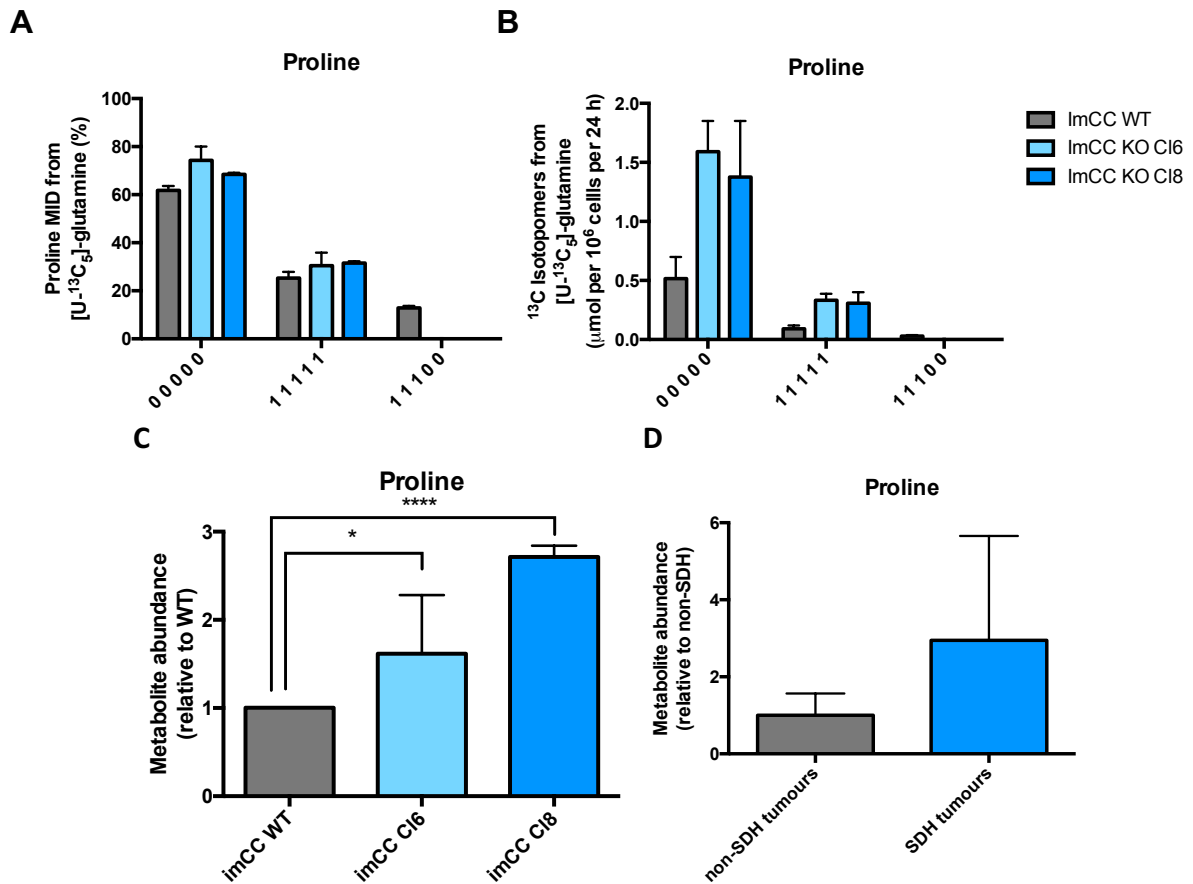 A
Proline
Proline MID from
[U-¹³C₅]-glutamine (%)
100
80
60
40
20
0
0 0 0 0 0
1 1 1 1 1
1 1 1 0 0
B
Proline
¹³C Isotopomers from
[U-¹³C₅]-glutamine
(μmol per 10⁶ cells per 24 h)
2.0
1.5
1.0
0.5
0.0
0 0 0 0 0
1 1 1 1 1
1 1 1 0 0
ImCC WT
ImCC KO Cl6
ImCC KO Cl8
C
Proline
****
*
Metabolite abundance
(relative to WT)
3
2
1
0
imCC WT
imCC Cl6
imCC Cl8
D
Proline
Metabolite abundance
(relative to non-SDH)
6
4
2
0
non-SDH tumours
SDH tumours